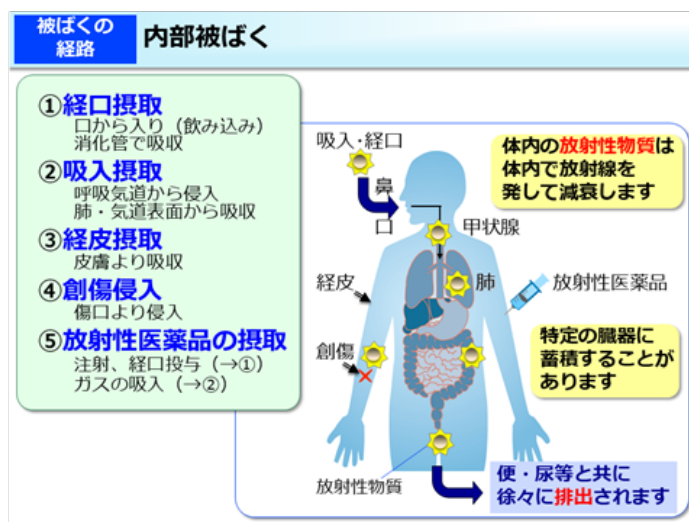 被ばくの
経路
内部被ばく
①経口摂取
口から入り（飲み込み）
消化管で吸収
②吸入摂取
呼吸気道から侵入
肺・気道表面から吸収
③経皮摂取
皮膚より吸収
④創傷侵入
傷口より侵入
⑤放射性医薬品の摂取
注射、経口投与（→①）
ガスの吸入（→②）
吸入・経口
鼻
口
甲状腺
肺
経皮
創傷
放射性物質
放射性医薬品
体内の放射性物質は
体内で放射線を
発して減衰します
特定の臓器に
蓄積することが
あります
便・尿等と共に
徐々に排出されます